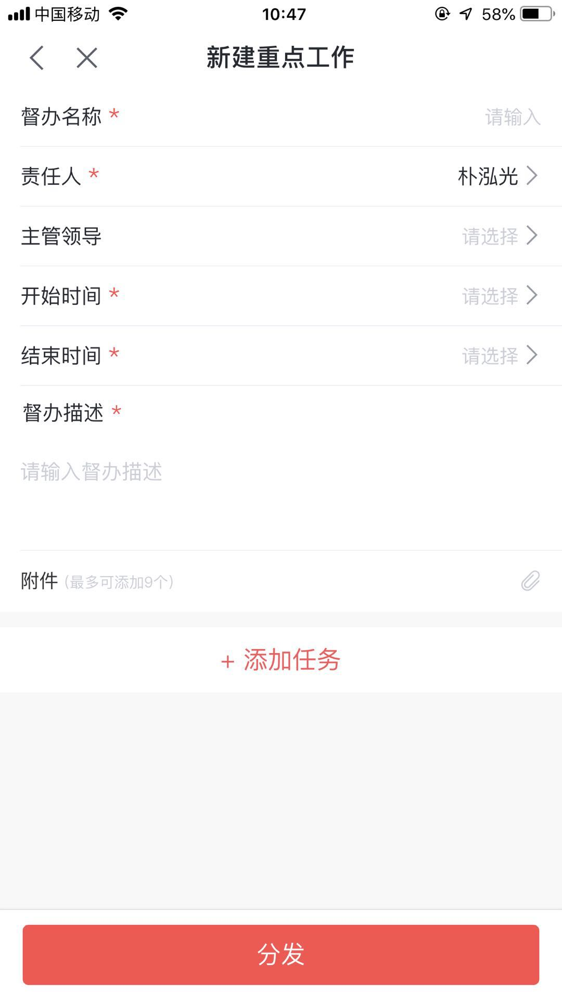 中国移动 10:47 58%
新建重点工作
督办名称 * 请输入
责任人 * 朴泓光
主管领导 请选择
开始时间 * 请选择
结束时间 * 请选择
督办描述 *
请输入督办描述
附件 (最多可添加9个)
+ 添加任务
分发